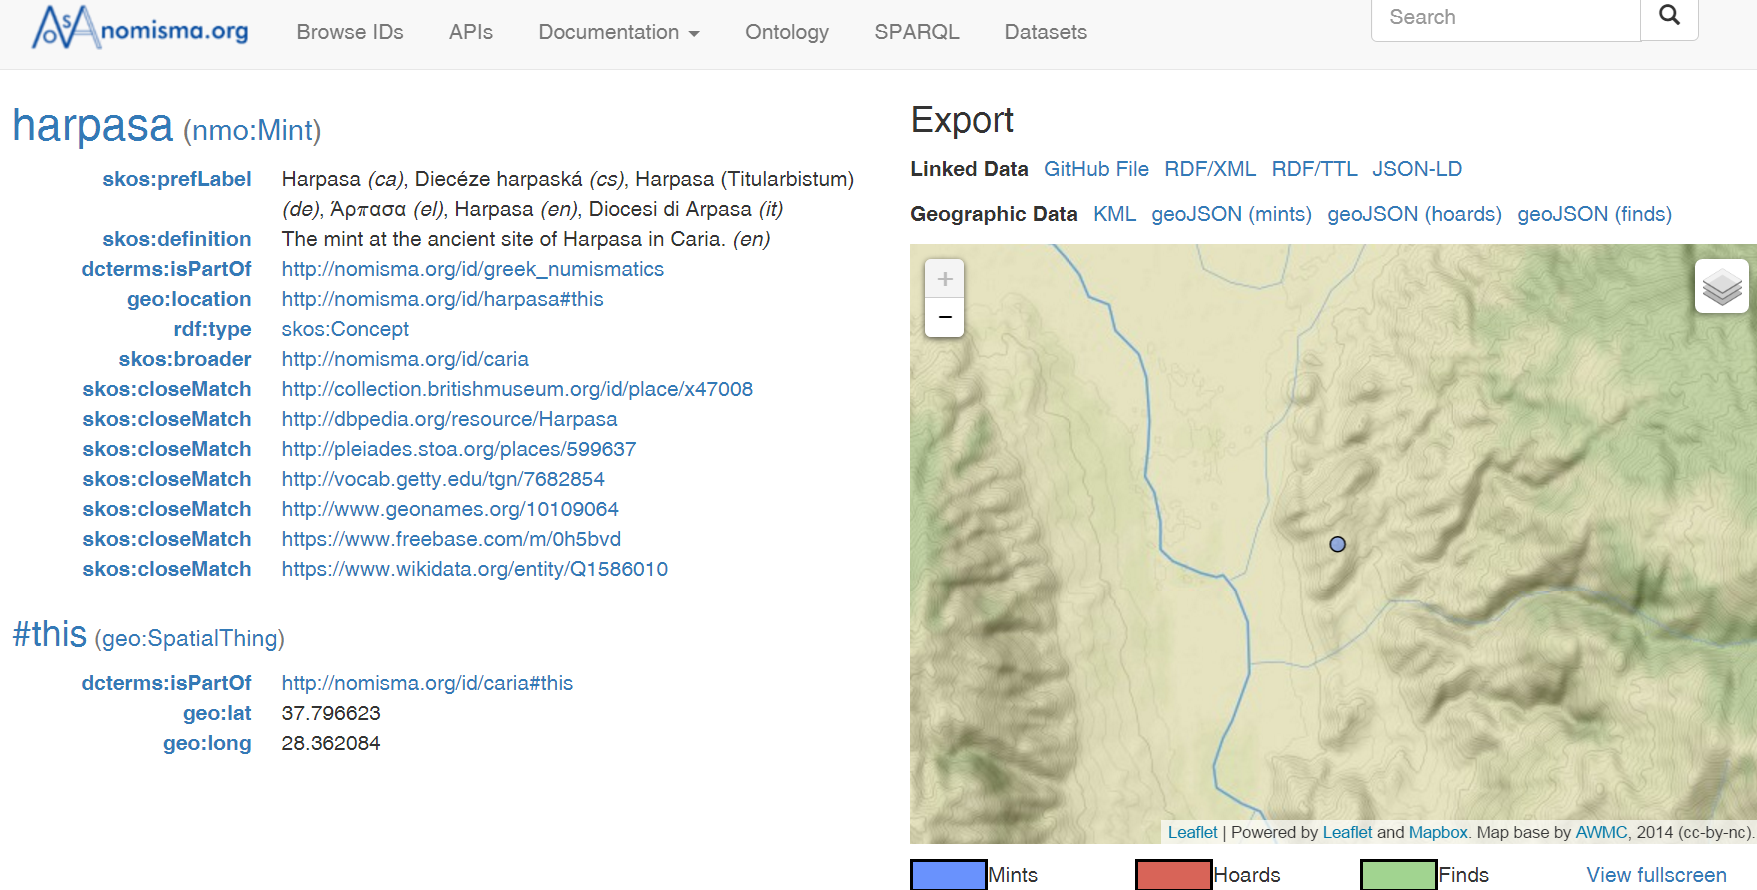 nomisma.org Browse IDs APIs Documentation Ontology SPARQL Datasets Search
harpasa (nmo:Mint)
skos:prefLabel Harpasa (ca), Diecéze harpaská (cs), Harpasa (Titularbistum)
(de), Ἅρπασα (el), Harpasa (en), Diocesi di Arpasa (it)
skos:definition The mint at the ancient site of Harpasa in Caria. (en)
dcterms:isPartOf http://nomisma.org/id/greek_numismatics
geo:location http://nomisma.org/id/harpasa#this
rdf:type skos:Concept
skos:broader http://nomisma.org/id/caria
skos:closeMatch http://collection.britishmuseum.org/id/place/x47008
skos:closeMatch http://dbpedia.org/resource/Harpasa
skos:closeMatch http://pleiades.stoa.org/places/599637
skos:closeMatch http://vocab.getty.edu/tgn/7682854
skos:closeMatch http://www.geonames.org/10109064
skos:closeMatch https://www.freebase.com/m/0h5bvd
skos:closeMatch https://www.wikidata.org/entity/Q1586010
#this (geo:SpatialThing)
dcterms:isPartOf http://nomisma.org/id/caria#this
geo:lat 37.796623
geo:long 28.362084
Export
Linked Data GitHub File RDF/XML RDF/TTL JSON-LD
Geographic Data KML geoJSON (mints) geoJSON (hoards) geoJSON (finds)
+
−
Leaflet | Powered by Leaflet and Mapbox. Map base by AWMC, 2014 (cc-by-nc).
Mints Hoards Finds View fullscreen